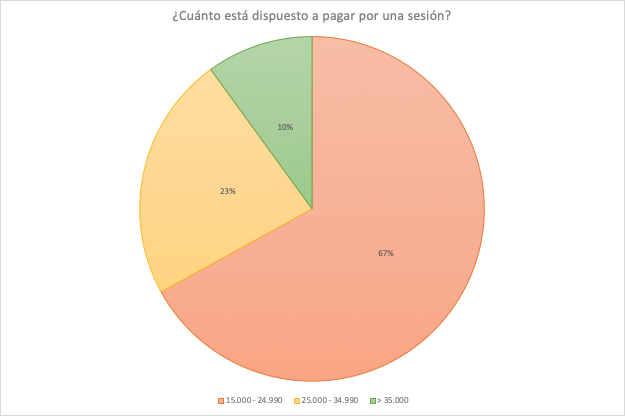 ¿Cuánto está dispuesto a pagar por una sesión?
10%
23%
67%
15.000 - 24.990 25.000 - 34.990 > 35.000